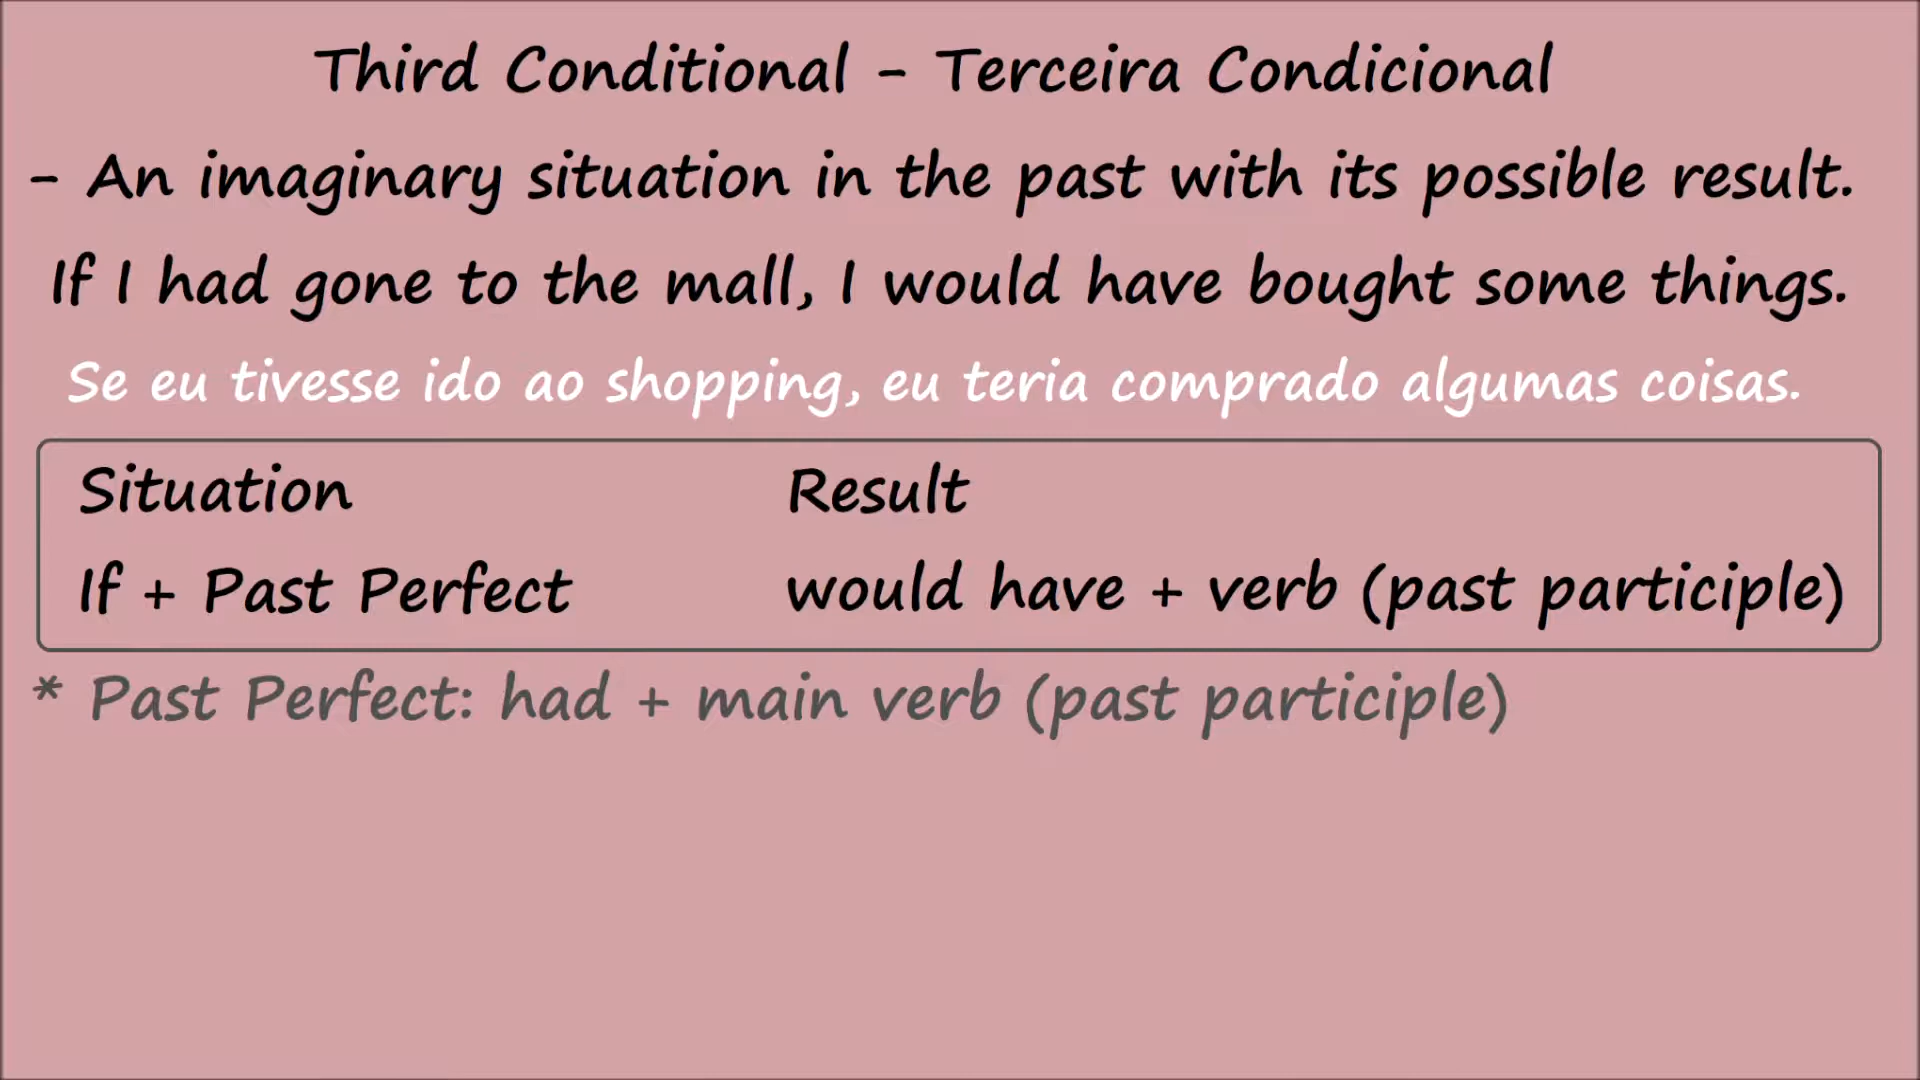 Third Conditional - Terceira Condicional
- An imaginary situation in the past with its possible result.
If I had gone to the mall, I would have bought some things.
Se eu tivesse ido ao shopping, eu teria comprado algumas coisas.
Situation Result
If + Past Perfect would have + verb (past participle)
* Past Perfect: had + main verb (past participle)